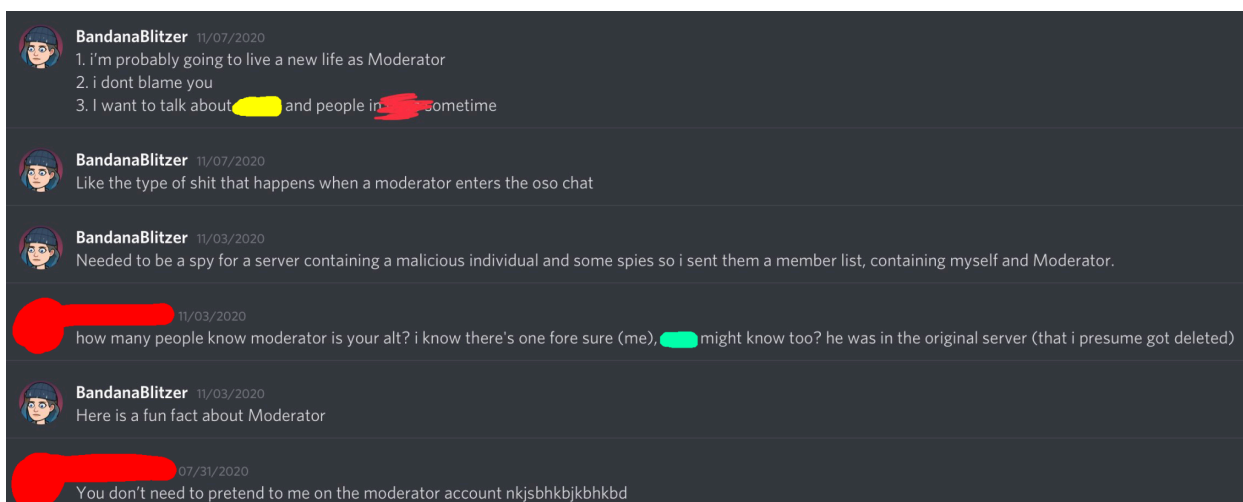 BandanaBlitzer 11/07/2020
1. i'm probably going to live a new life as Moderator
2. i dont blame you
3. I want to talk about and people in sometime
BandanaBlitzer 11/07/2020
Like the type of shit that happens when a moderator enters the oso chat
BandanaBlitzer 11/03/2020
Needed to be a spy for a server containing a malicious individual and some spies so i sent them a member list, containing myself and Moderator.
11/03/2020
how many people know moderator is your alt? i know there's one fore sure (me), might know too? he was in the original server (that i presume got deleted)
BandanaBlitzer 11/03/2020
Here is a fun fact about Moderator
07/31/2020
You don't need to pretend to me on the moderator account nkjsbhkbjkbhkbd